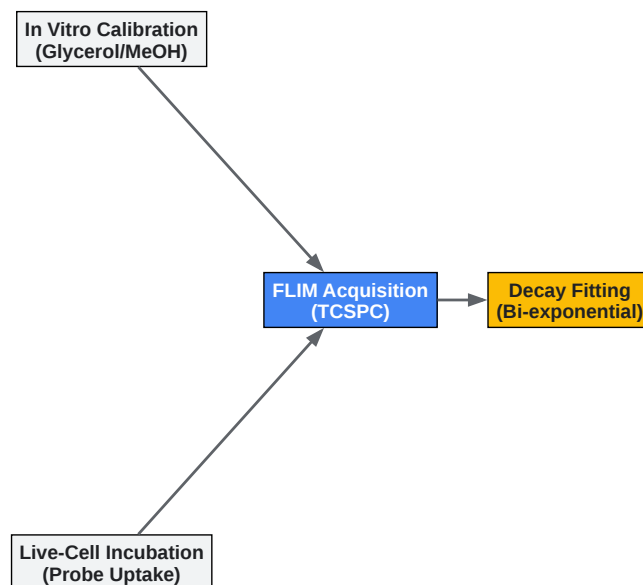 In Vitro Calibration
(Glycerol/MeOH)
FLIM Acquisition
(TCSPC)
Decay Fitting
(Bi-exponential)
Live-Cell Incubation
(Probe Uptake)